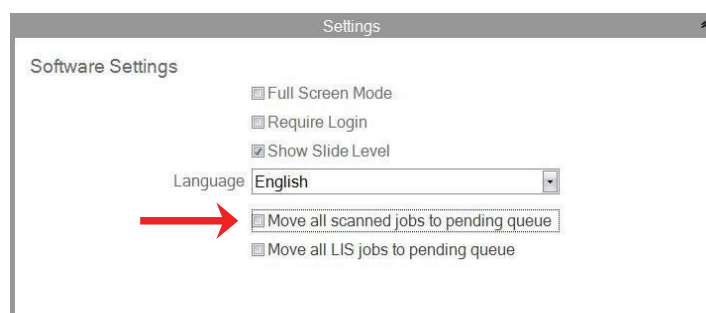 Settings
Software Settings
Full Screen Mode
Require Login
Show Slide Level
Language English
Move all scanned jobs to pending queue
Move all LIS jobs to pending queue